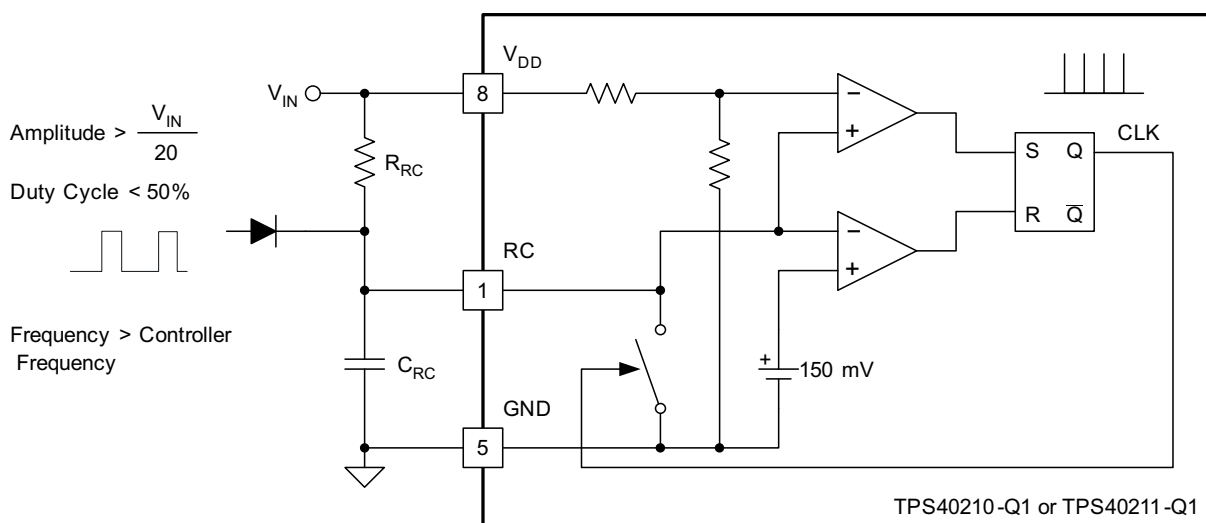 V_DD
V_IN
8
Amplitude > V_IN
20
R_RC
Duty Cycle < 50%
RC
1
Frequency > Controller
Frequency
C_RC
GND
5
−
+
−
+
+
150 mV
S Q
R Q̅
CLK
TPS40210-Q1 or TPS40211-Q1